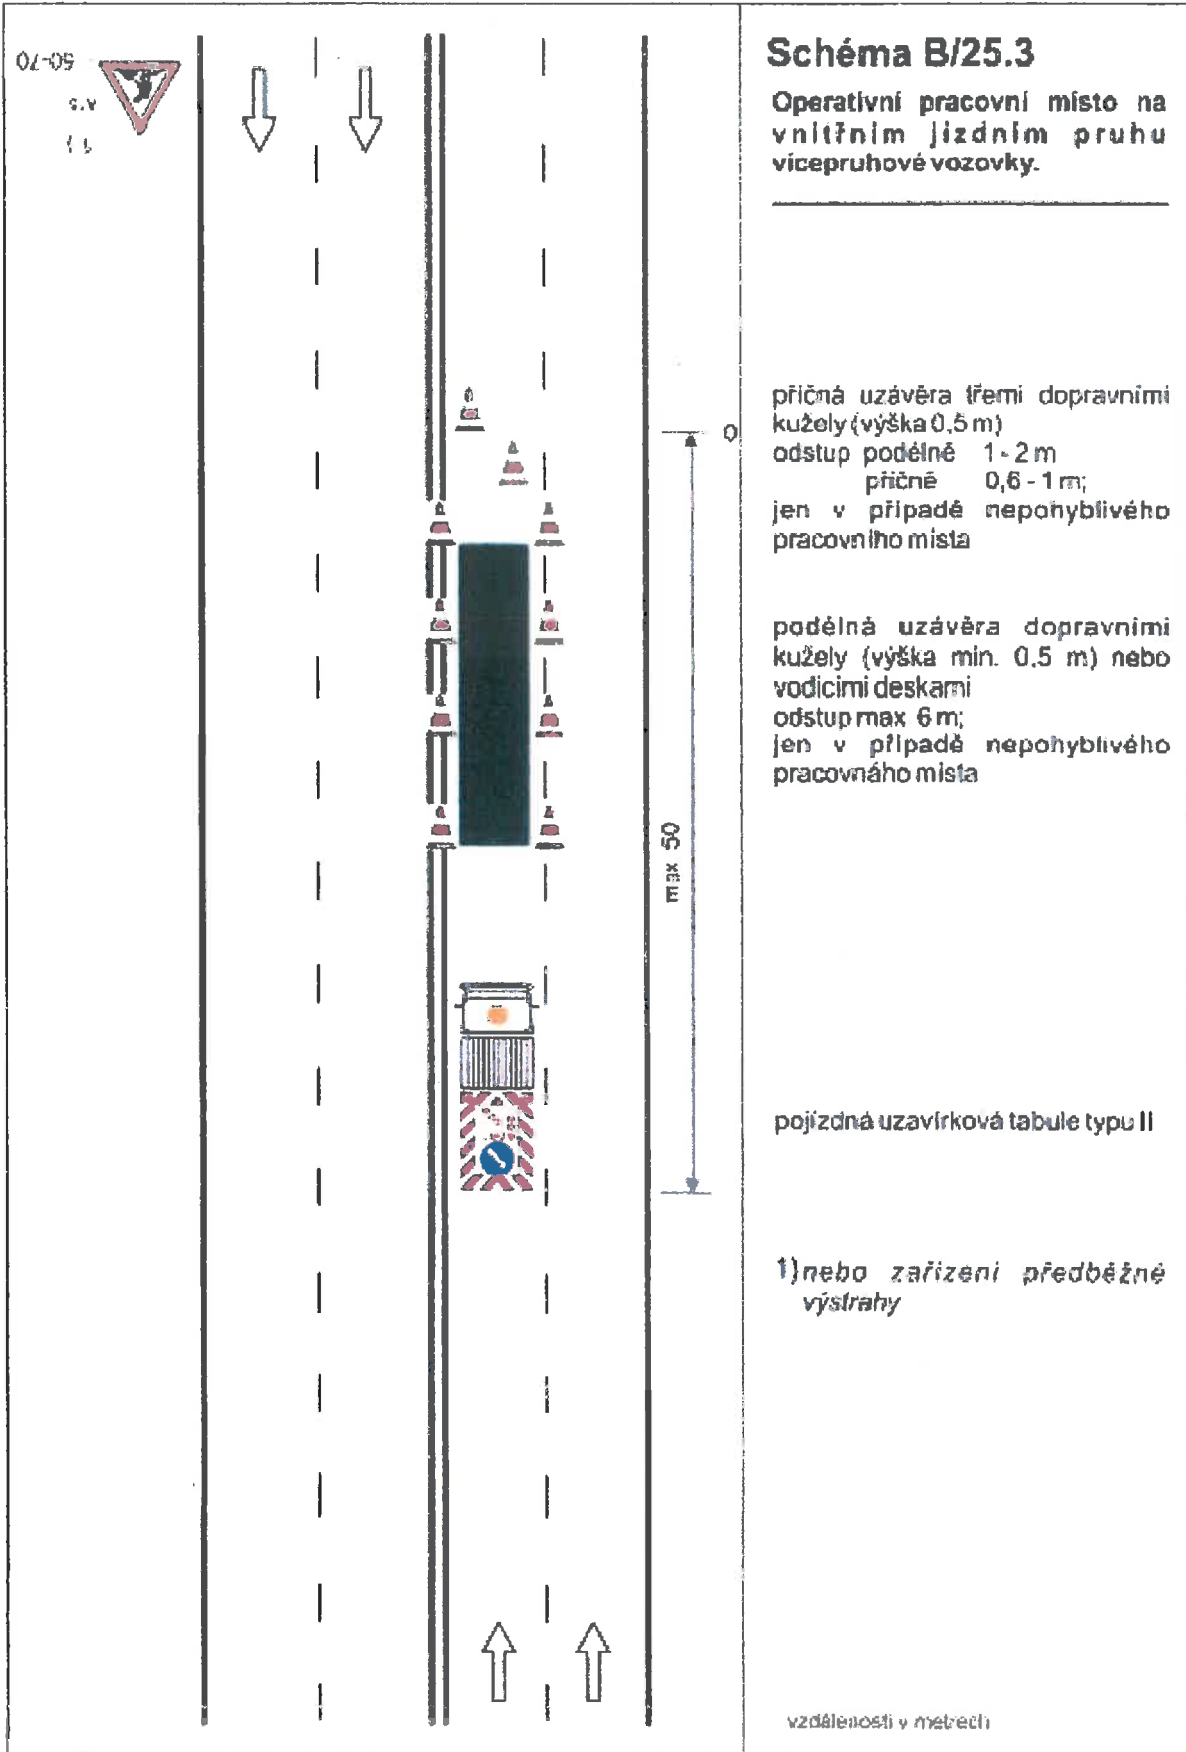 Schéma B/25.3
Operativní pracovní místo na
vnitřním jízdním pruhu
vícepruhové vozovky.
50-70
A 15
1)
příčná uzávěra třemi dopravními
kužely (výška 0,5 m)
odstup podélně 1 - 2 m
příčně 0,6 - 1 m;
jen v případě nepohyblivého
pracovního místa
0
podélná uzávěra dopravními
kužely (výška min. 0,5 m) nebo
vodicími deskami
odstup max 6 m;
jen v případě nepohyblivého
pracovnáho místa
max 50
pojízdná uzavírková tabule typu II
1) nebo zařízení předběžné
výstrahy
vzdálenosti v metrech